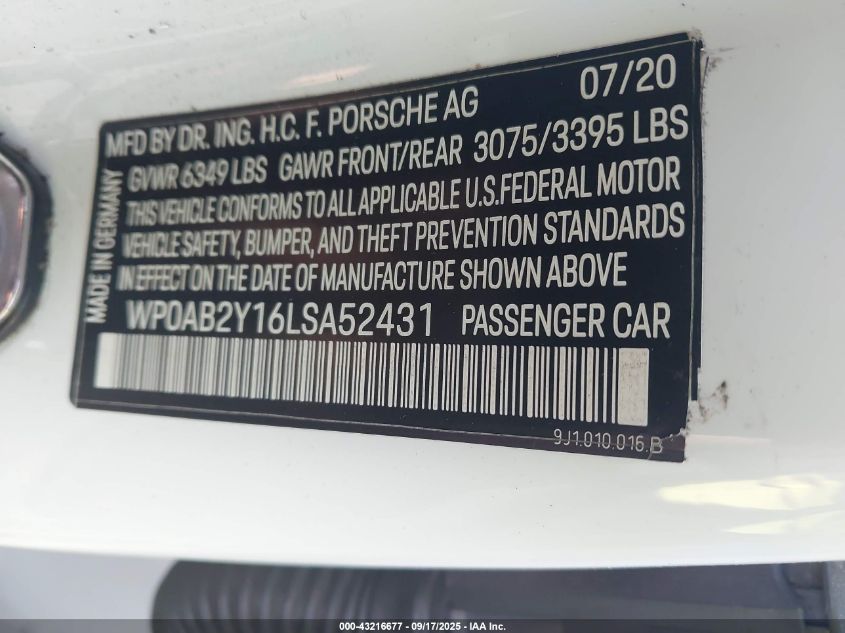 07/20
MFD BY DR. ING. H.C. F. PORSCHE AG
GVWR 6349 LBS GAWR FRONT/REAR 3075/3395 LBS
THIS VEHICLE CONFORMS TO ALL APPLICABLE U.S.FEDERAL MOTOR
VEHICLE SAFETY, BUMPER, AND THEFT PREVENTION STANDARDS
IN EFFECT ON THE DATE OF MANUFACTURE SHOWN ABOVE
MADE IN GERMANY
WP0AB2Y16LSA52431 PASSENGER CAR
9J1.010.016.B
000-43216677 - 09/17/2025 - IAA Inc.